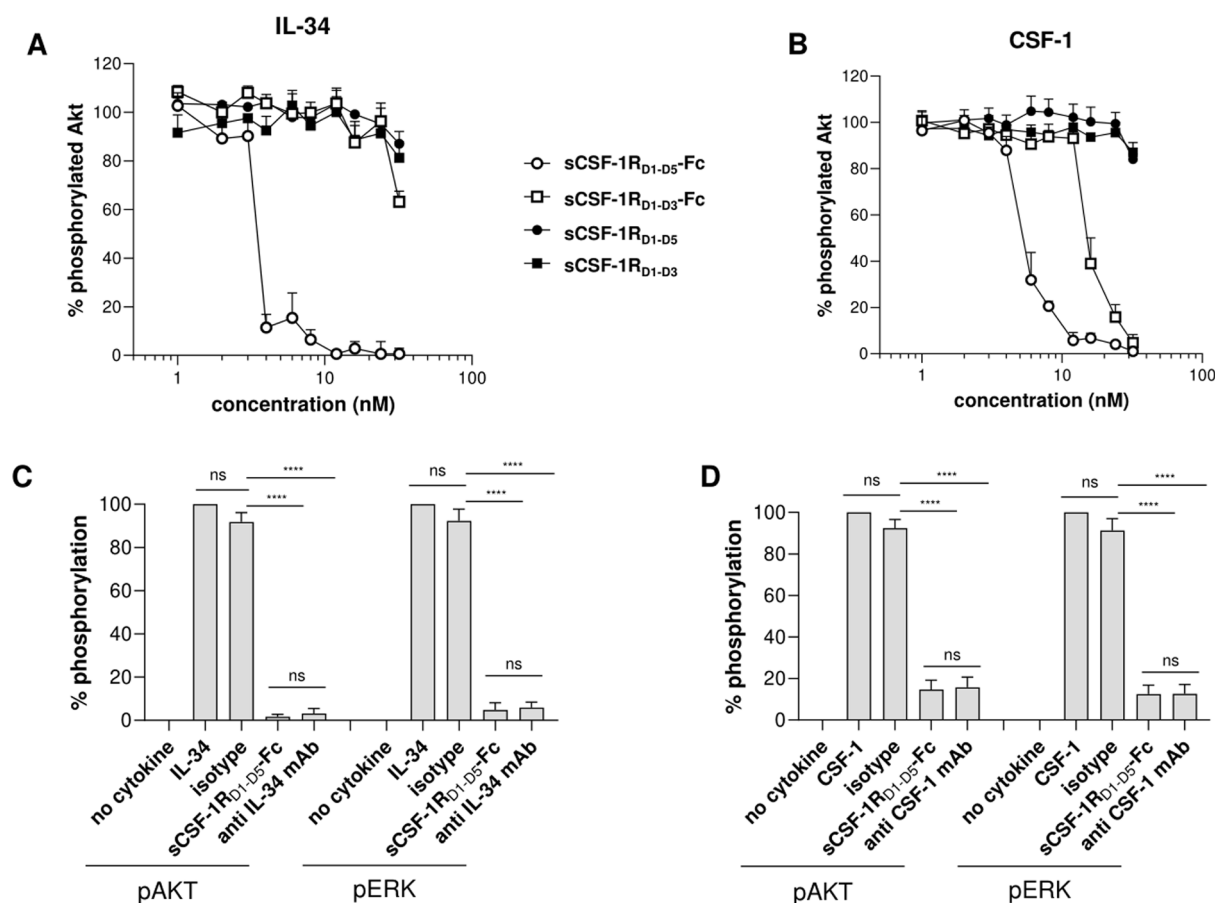 A
IL-34
% phosphorylated Akt
120
100
80
60
40
20
0
1
10
100
concentration (nM)
sCSF-1RD1-D5-Fc
sCSF-1RD1-D3-Fc
sCSF-1RD1-D5
sCSF-1RD1-D3
B
CSF-1
% phosphorylated Akt
120
100
80
60
40
20
0
1
10
100
concentration (nM)
C
% phosphorylation
100
80
60
40
20
0
ns
****
****
ns
ns
****
****
ns
no cytokine
IL-34
isotype
sCSF-1RD1-D5-Fc
anti IL-34 mAb
no cytokine
IL-34
isotype
sCSF-1RD1-D5-Fc
anti IL-34 mAb
pAKT
pERK
D
% phosphorylation
100
80
60
40
20
0
ns
****
****
ns
ns
****
****
ns
no cytokine
CSF-1
isotype
sCSF-1RD1-D5-Fc
anti CSF-1 mAb
no cytokine
CSF-1
isotype
sCSF-1RD1-D5-Fc
anti CSF-1 mAb
pAKT
pERK